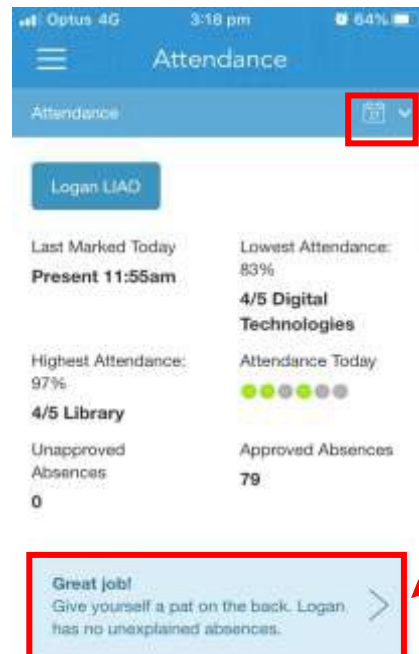 Optus 4G 3:18 pm 64%
Attendance
Attendance
Logan LIAO
Last Marked Today
Present 11:55am
Lowest Attendance:
83%
4/5 Digital
Technologies
Highest Attendance:
97%
4/5 Library
Attendance Today
Unapproved
Absences
0
Approved Absences
79
Great job!
Give yourself a pat on the back. Logan
has no unexplained absences.